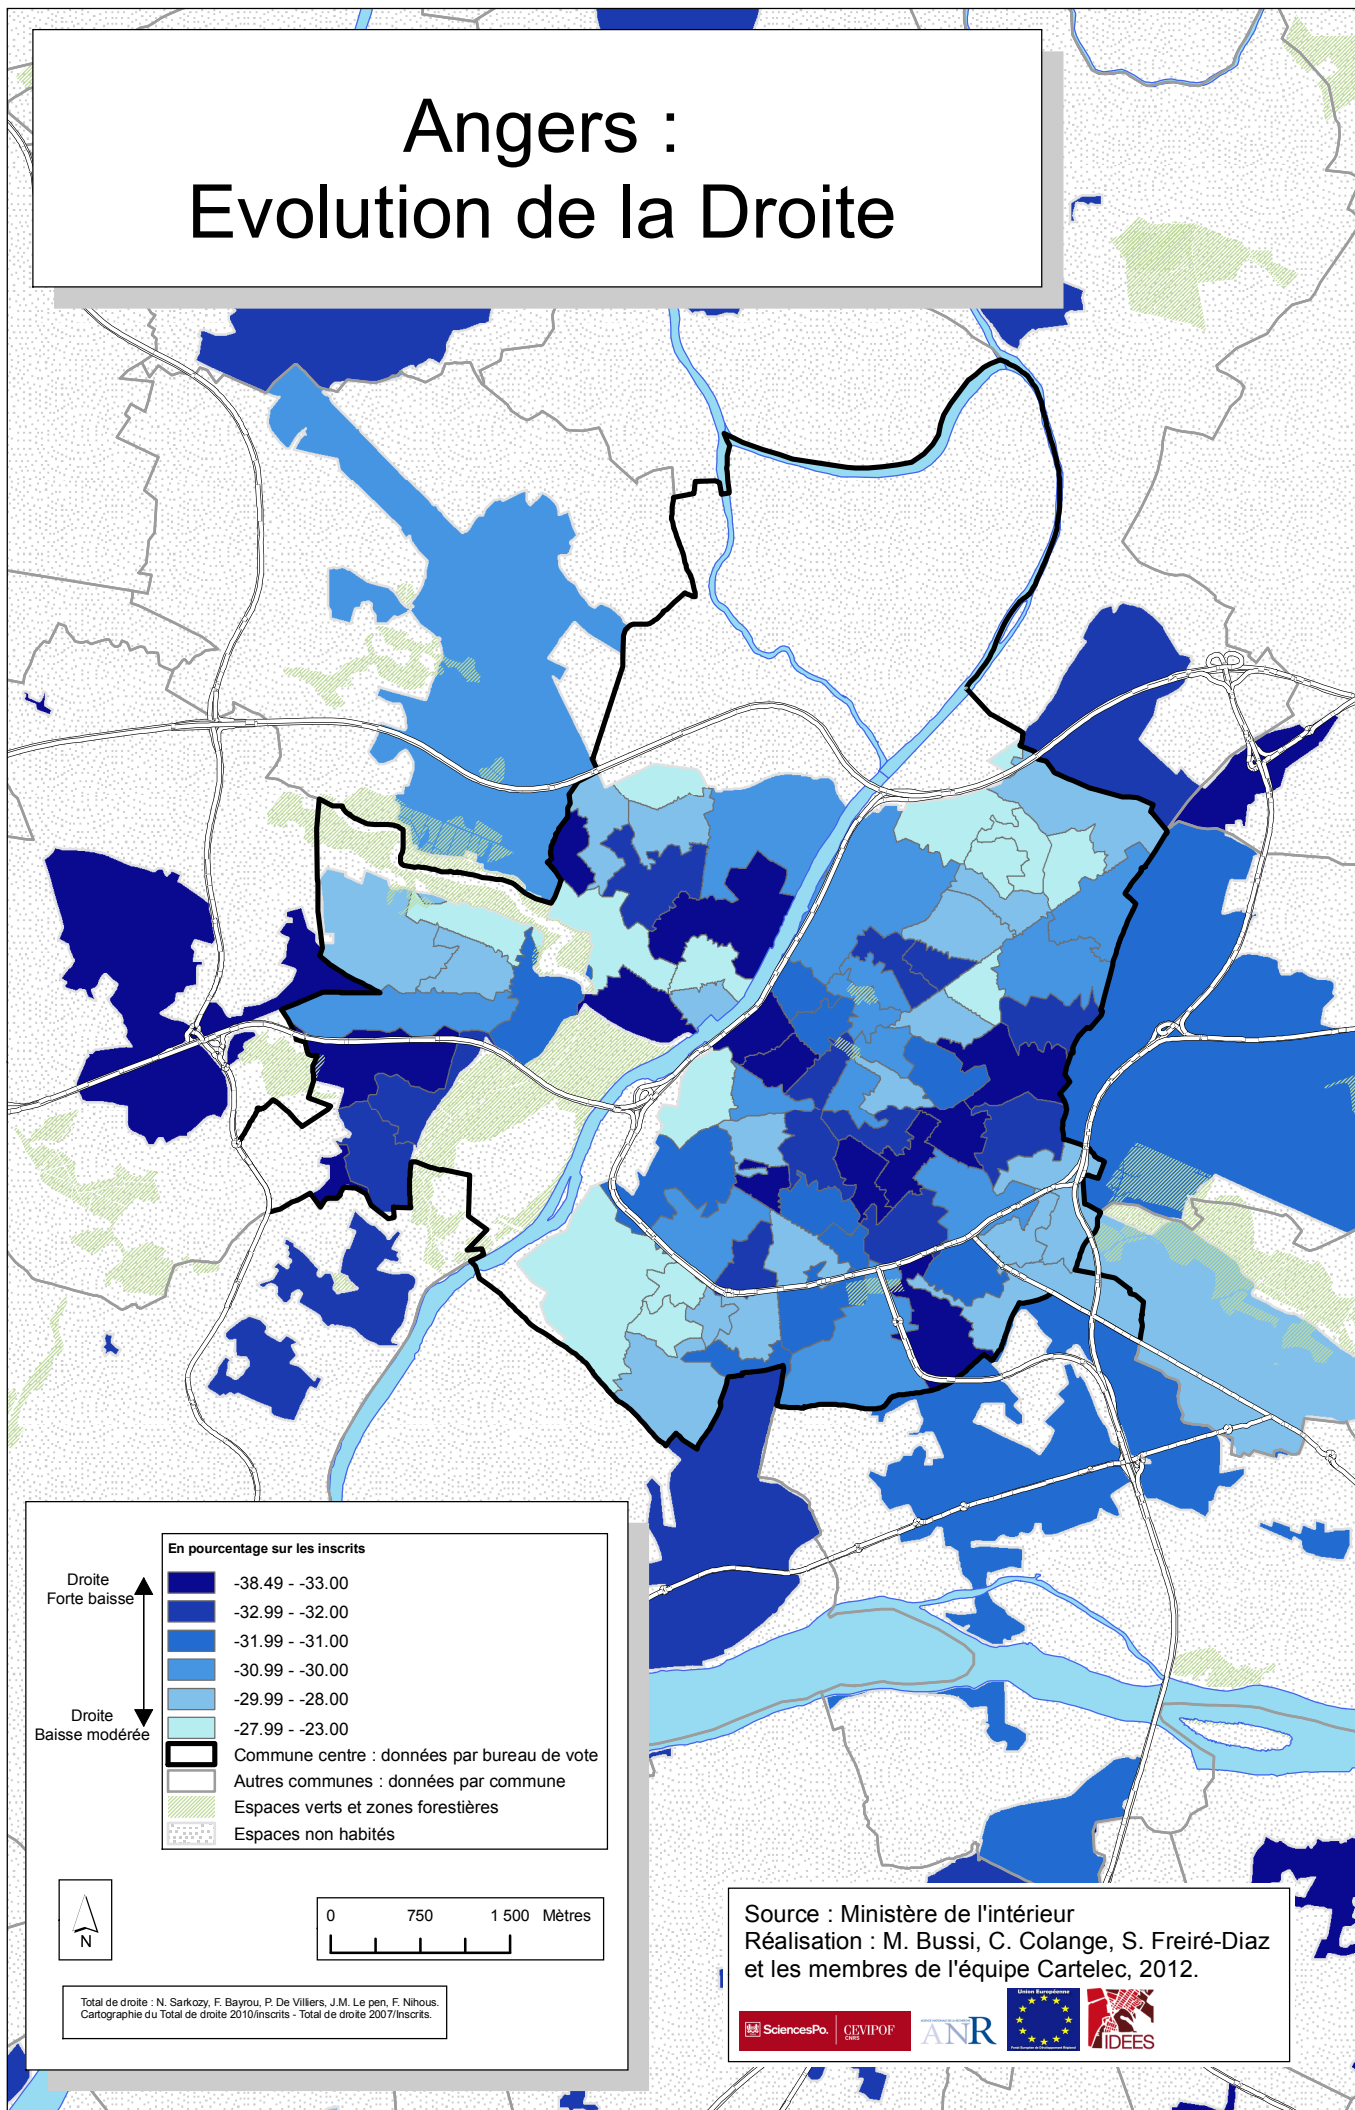 Angers :
Evolution de la Droite
En pourcentage sur les inscrits
Droite
Forte baisse
-38.49 - -33.00
-32.99 - -32.00
-31.99 - -31.00
-30.99 - -30.00
-29.99 - -28.00
-27.99 - -23.00
Droite
Baisse modérée
Commune centre : données par bureau de vote
Autres communes : données par commune
Espaces verts et zones forestières
Espaces non habités
N
0 750 1 500 Mètres
Total de droite : N. Sarkozy, F. Bayrou, P. De Villiers, J.M. Le pen, F. Nihous.
Cartographie du Total de droite 2010/inscrits - Total de droite 2007/Inscrits.
Source : Ministère de l'intérieur
Réalisation : M. Bussi, C. Colange, S. Freiré-Diaz
et les membres de l'équipe Cartelec, 2012.
SciencesPo.
CEVIPOF
CNRS
ANR
Union Européenne
IDEES